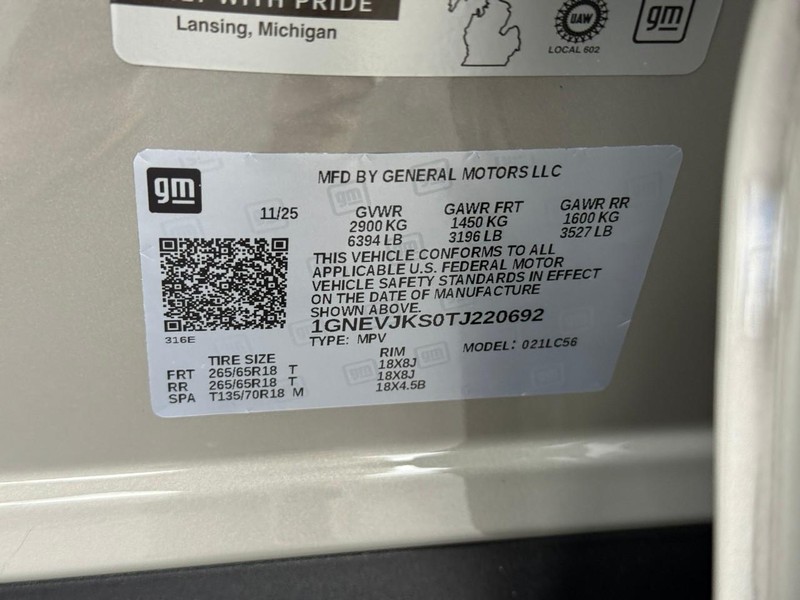 WITH PRIDE
Lansing, Michigan
UAW
LOCAL 602
gm
gm
MFD BY GENERAL MOTORS LLC
11/25
GVWR GAWR FRT GAWR RR
2900 KG 1450 KG 1600 KG
6394 LB 3196 LB 3527 LB
THIS VEHICLE CONFORMS TO ALL
APPLICABLE U.S. FEDERAL MOTOR
VEHICLE SAFETY STANDARDS IN EFFECT
ON THE DATE OF MANUFACTURE
SHOWN ABOVE.
1GNEVJKS0TJ220692
TYPE: MPV MODEL: 021LC56
316E
TIRE SIZE RIM
FRT 265/65R18 T 18X8J
RR 265/65R18 T 18X8J
SPA T135/70R18 M 18X4.5B